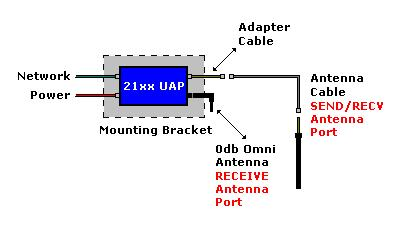 Adapter
Cable
Network
21xx UAP
Power
Mounting Bracket
Antenna
Cable
SEND/RECV
Antenna
Port
0db Omni
Antenna
RECEIVE
Antenna
Port